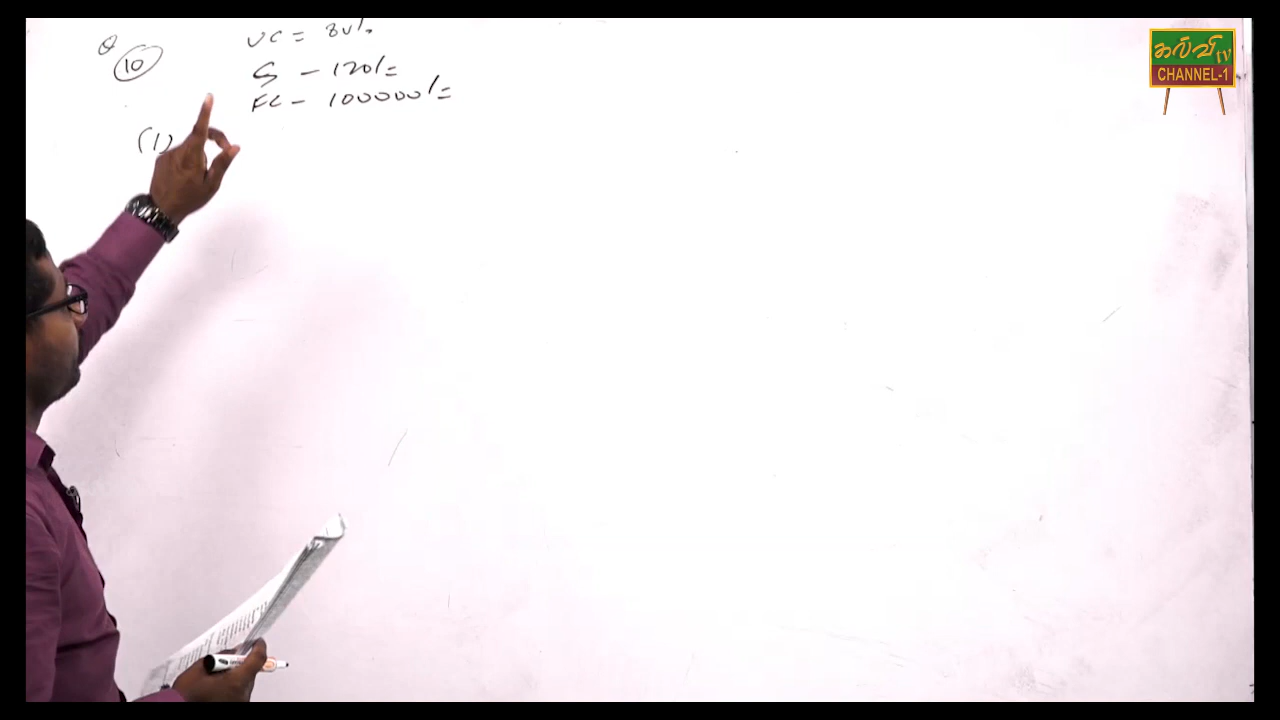 Q 10
VC = 80/=
S - 120/=
FC - 100000/=
(1)
கல்வி TV
CHANNEL-1